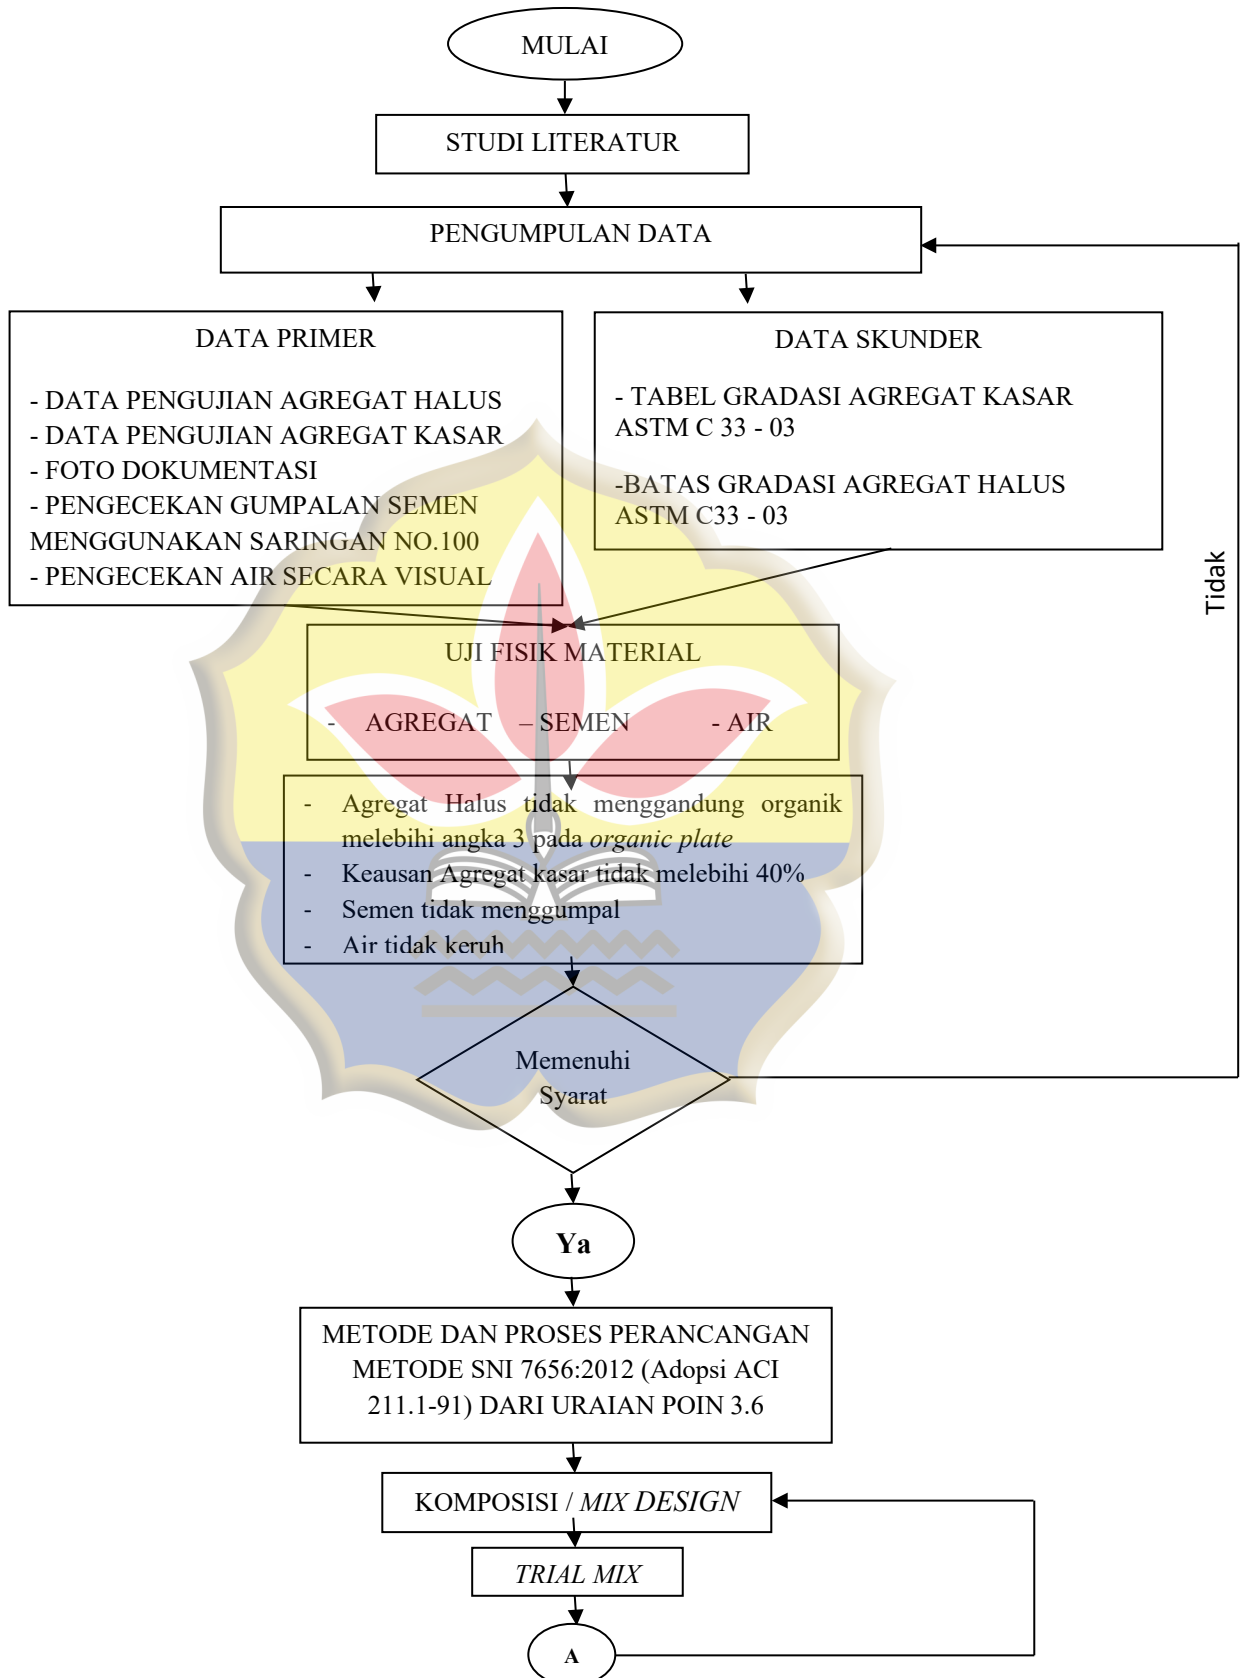 MULAI
STUDI LITERATUR
PENGUMPULAN DATA
DATA PRIMER
- DATA PENGUJIAN AGREGAT HALUS
- DATA PENGUJIAN AGREGAT KASAR
- FOTO DOKUMENTASI
- PENGECEKAN GUMPALAN SEMEN
MENGGUNAKAN SARINGAN NO.100
- PENGECEKAN AIR SECARA VISUAL
DATA SKUNDER
- TABEL GRADASI AGREGAT KASAR
ASTM C 33 - 03
-BATAS GRADASI AGREGAT HALUS
ASTM C33 - 03
Tidak
UJI FISIK MATERIAL
- AGREGAT – SEMEN - AIR
- Agregat Halus tidak menggandung organik
melebihi angka 3 pada organic plate
- Keausan Agregat kasar tidak melebihi 40%
- Semen tidak menggumpal
- Air tidak keruh
Memenuhi
Syarat
Ya
METODE DAN PROSES PERANCANGAN
METODE SNI 7656:2012 (Adopsi ACI
211.1-91) DARI URAIAN POIN 3.6
KOMPOSISI / MIX DESIGN
TRIAL MIX
A